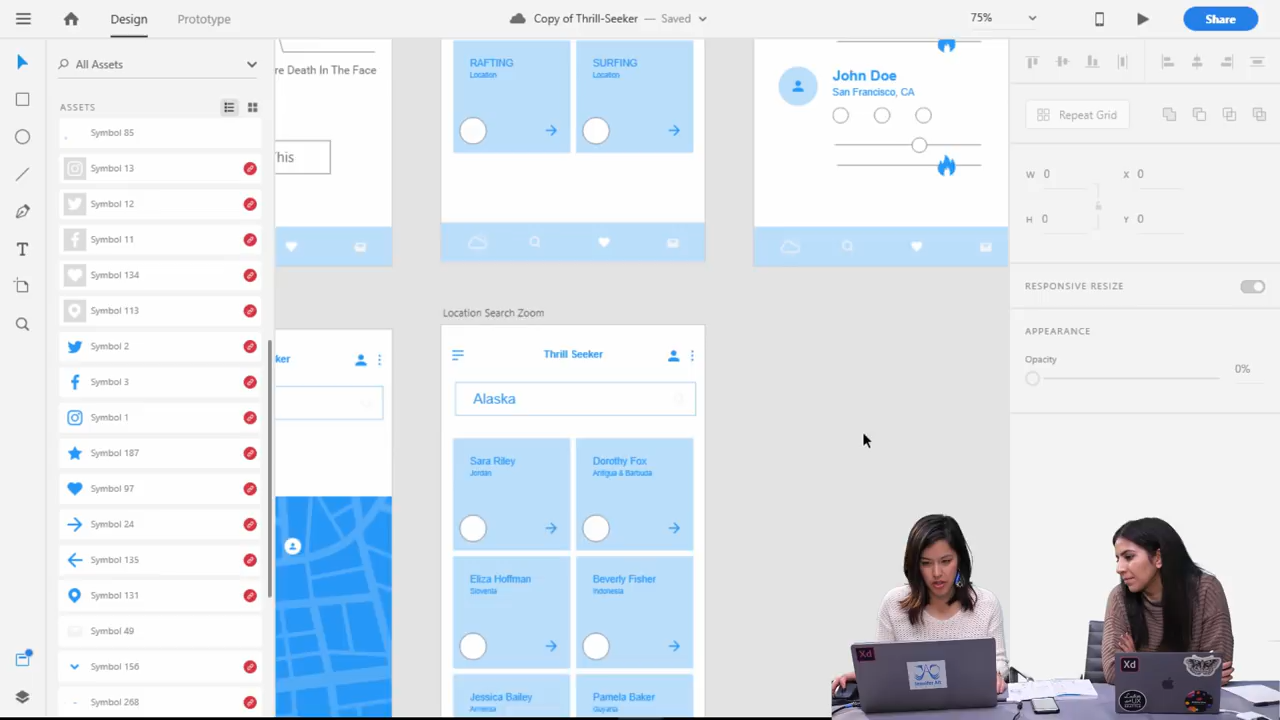 Design
Prototype
Copy of Thrill-Seeker — Saved
75%
Share
All Assets
ASSETS
Symbol 85
Symbol 13
Symbol 12
Symbol 11
Symbol 134
Symbol 113
Symbol 2
Symbol 3
Symbol 1
Symbol 187
Symbol 97
Symbol 24
Symbol 135
Symbol 131
Symbol 49
Symbol 156
Symbol 268
re Death In The Face
his
RAFTING
Location
SURFING
Location
John Doe
San Francisco, CA
ker
Location Search Zoom
Thrill Seeker
Alaska
Sara Riley
Jordan
Dorothy Fox
Antigua & Barbuda
Eliza Hoffman
Slovenia
Beverly Fisher
Indonesia
Jessica Bailey
Armenia
Pamela Baker
Guyana
Repeat Grid
W 0
X 0
H 0
Y 0
RESPONSIVE RESIZE
APPEARANCE
Opacity
0%
Xd
Xd